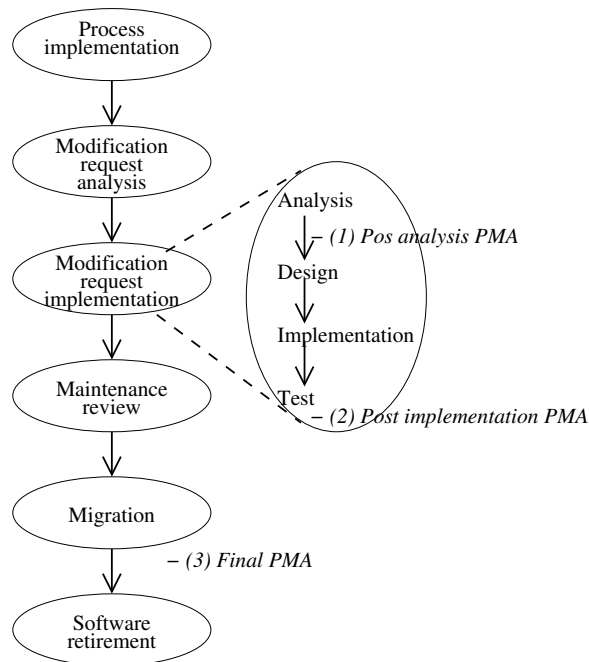 Process
implementation
Modification
request
analysis
Modification
request
implementation
Maintenance
review
Migration
Software
retirement
Analysis
– (1) Pos analysis PMA
Design
Implementation
Test
– (2) Post implementation PMA
– (3) Final PMA